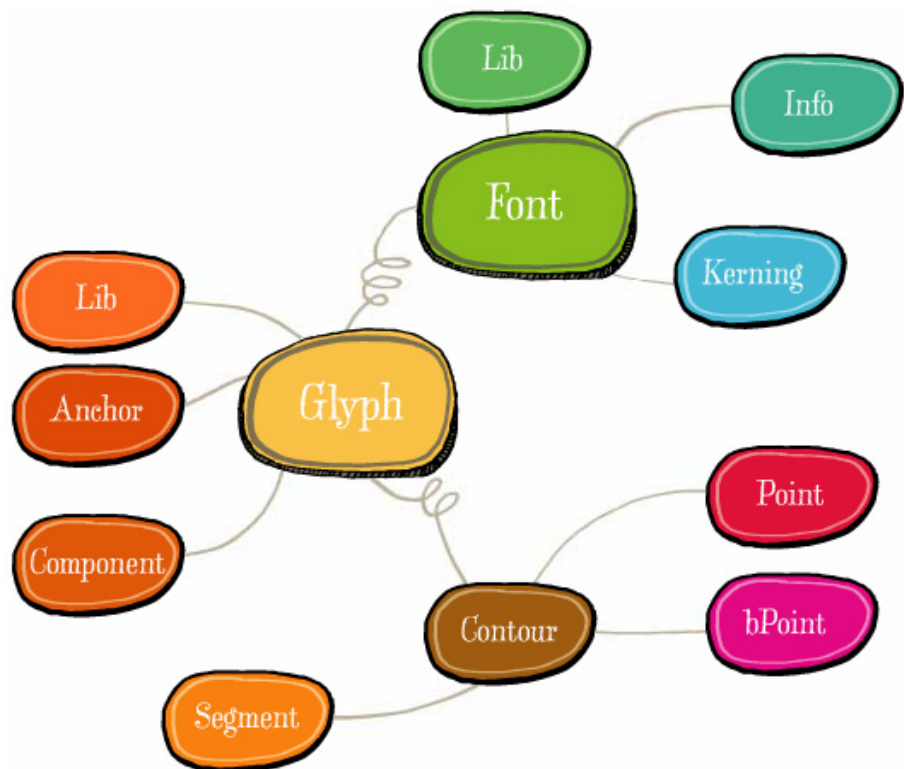 Lib
Info
Font
Kerning
Lib
Anchor
Glyph
Component
Point
bPoint
Contour
Segment